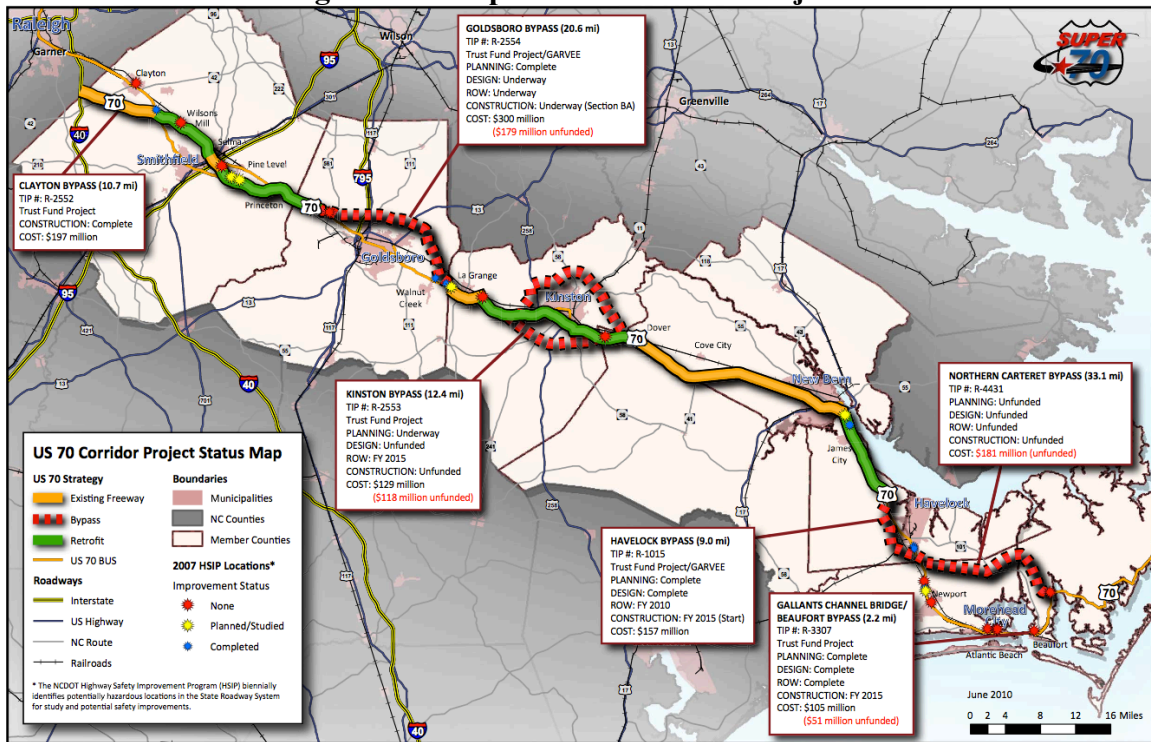 Raleigh
Garner
Clayton
Wilsons
Mill
Selma
Smithfield
Pine Level
Princeton
Wilson
Greenville
Goldsboro
Walnut
Creek
La Grange
Kinston
Dover
Cove City
New Bern
James
City
Havelock
Newport
Morehead
City
Beaufort
Atlantic Beach
SUPER
70
GOLDSBORO BYPASS (20.6 mi)
TIP #: R-2554
Trust Fund Project/GARVEE
PLANNING: Complete
DESIGN: Underway
ROW: Underway
CONSTRUCTION: Underway (Section BA)
COST: $300 million
($179 million unfunded)
CLAYTON BYPASS (10.7 mi)
TIP #: R-2552
Trust Fund Project
CONSTRUCTION: Complete
COST: $197 million
KINSTON BYPASS (12.4 mi)
TIP #: R-2553
Trust Fund Project
PLANNING: Underway
DESIGN: Unfunded
ROW: FY 2015
CONSTRUCTION: Unfunded
COST: $129 million
($118 million unfunded)
NORTHERN CARTERET BYPASS (33.1 mi)
TIP #: R-4431
PLANNING: Unfunded
DESIGN: Unfunded
ROW: Unfunded
CONSTRUCTION: Unfunded
COST: $181 million (unfunded)
HAVELOCK BYPASS (9.0 mi)
TIP #: R-1015
Trust Fund Project/GARVEE
PLANNING: Complete
DESIGN: Complete
ROW: FY 2010
CONSTRUCTION: FY 2015 (Start)
COST: $157 million
GALLANTS CHANNEL BRIDGE/
BEAUFORT BYPASS (2.2 mi)
TIP #: R-3307
Trust Fund Project
PLANNING: Complete
DESIGN: Complete
ROW: Complete
CONSTRUCTION: FY 2015
COST: $105 million
($51 million unfunded)
US 70 Corridor Project Status Map
US 70 Strategy
Existing Freeway
Bypass
Retrofit
US 70 BUS
Roadways
Interstate
US Highway
NC Route
Railroads
Boundaries
Municipalities
NC Counties
Member Counties
2007 HSIP Locations*
Improvement Status
None
Planned/Studied
Completed
* The NCDOT Highway Safety Improvement Program (HSIP) biennially
identifies potentially hazardous locations in the State Roadway System
for study and potential safety improvements.
June 2010
0 2 4 8 12 16 Miles
70
70
70
70
70
40
40
40
95
95
795